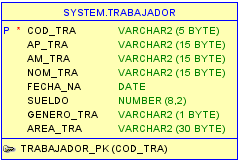 SYSTEM.TRABAJADOR
P * COD_TRA VARCHAR2 (5 BYTE)
AP_TRA VARCHAR2 (15 BYTE)
AM_TRA VARCHAR2 (15 BYTE)
NOM_TRA VARCHAR2 (15 BYTE)
FECHA_NA DATE
SUELDO NUMBER (8,2)
GENERO_TRA VARCHAR2 (1 BYTE)
AREA_TRA VARCHAR2 (30 BYTE)
TRABAJADOR_PK (COD_TRA)